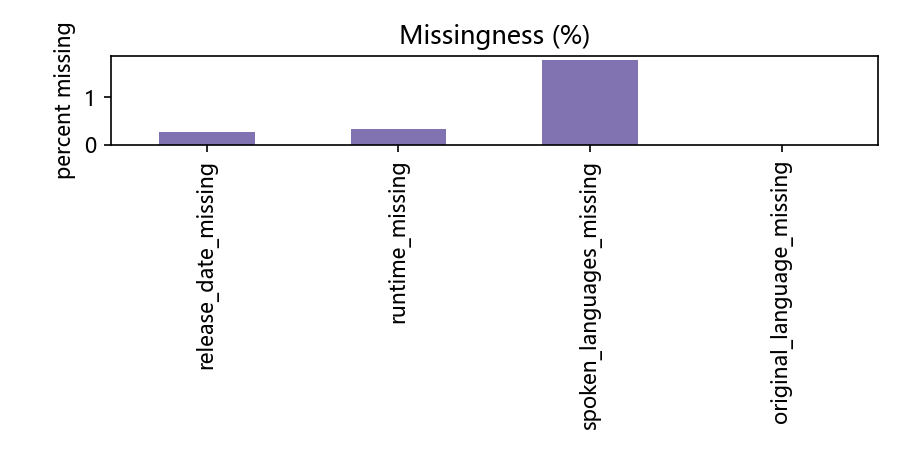 Missingness (%)
percent missing
1
0
release_date_missing
runtime_missing
spoken_languages_missing
original_language_missing